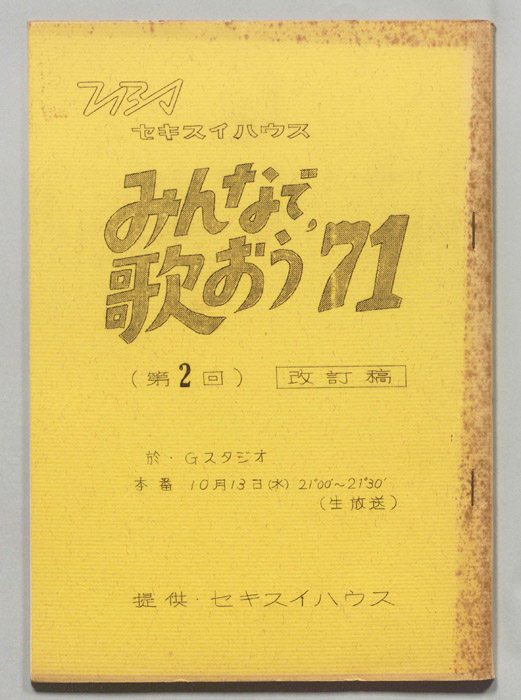 TBS
セキスイハウス
みんなで、
歌おう'71
(第2回) 改訂稿
於・Gスタジオ
本番 10月13日(水) 21°00'~21°30'
(生放送)
提供・セキスイハウス